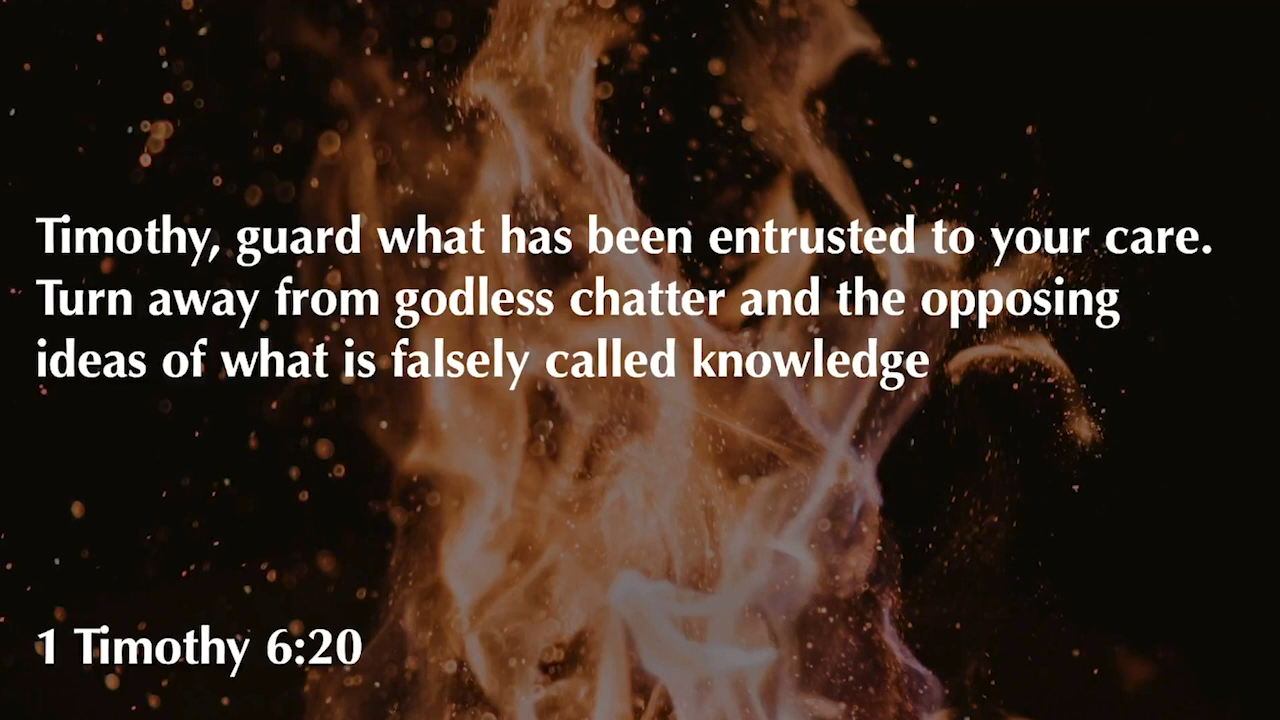 Timothy, guard what has been entrusted to your care.
Turn away from godless chatter and the opposing
ideas of what is falsely called knowledge
1 Timothy 6:20